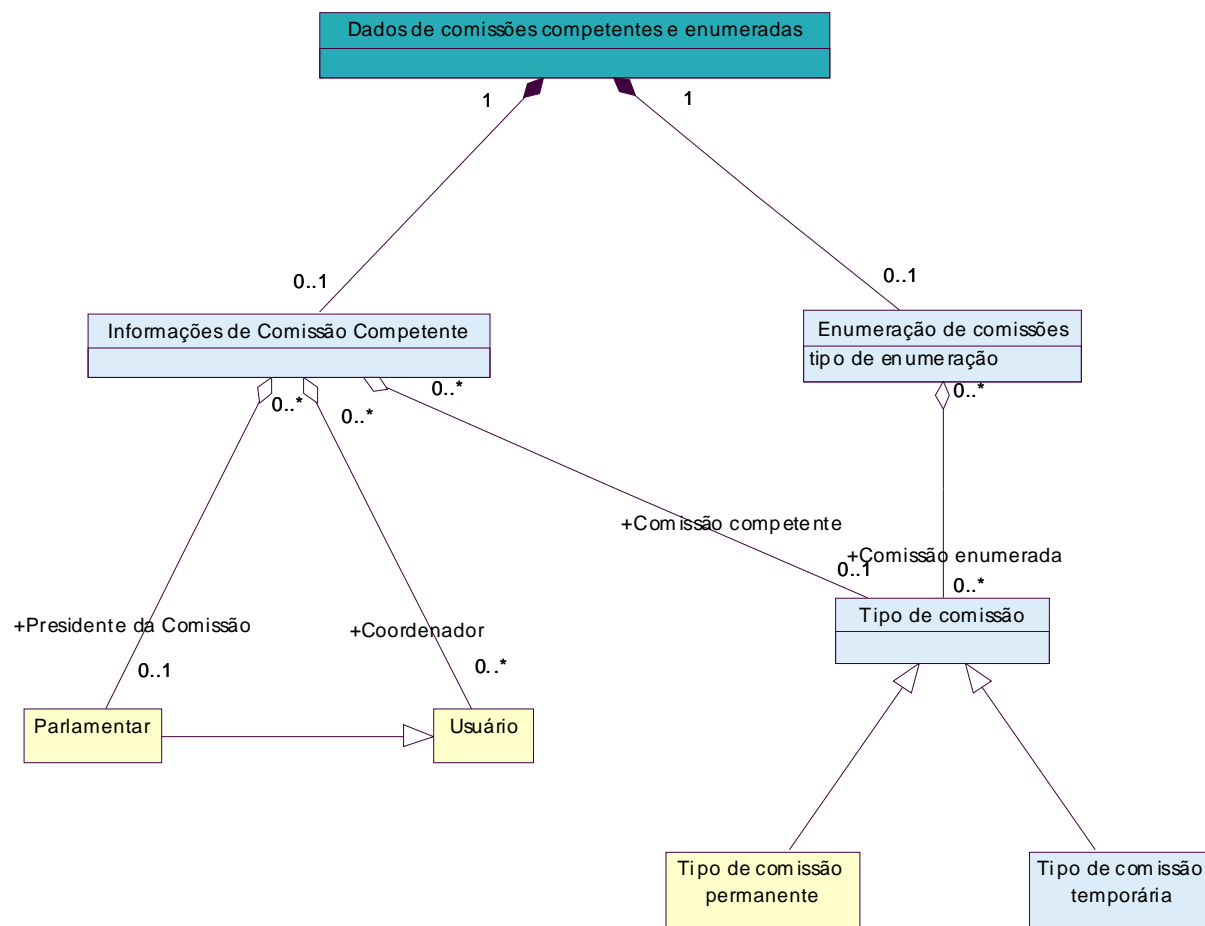 Dados de comissões competentes e enumeradas
1
1
0..1
0..1
Informações de Comissão Competente
Enumeração de comissões
tipo de enumeração
0..*
0..*
0..*
0..*
+Comissão competente
+Comissão enumerada
0..1
0..*
Tipo de comissão
+Presidente da Comissão
+Coordenador
0..1
0..*
Parlamentar
Usuário
Tipo de comissão
permanente
Tipo de comissão
temporária